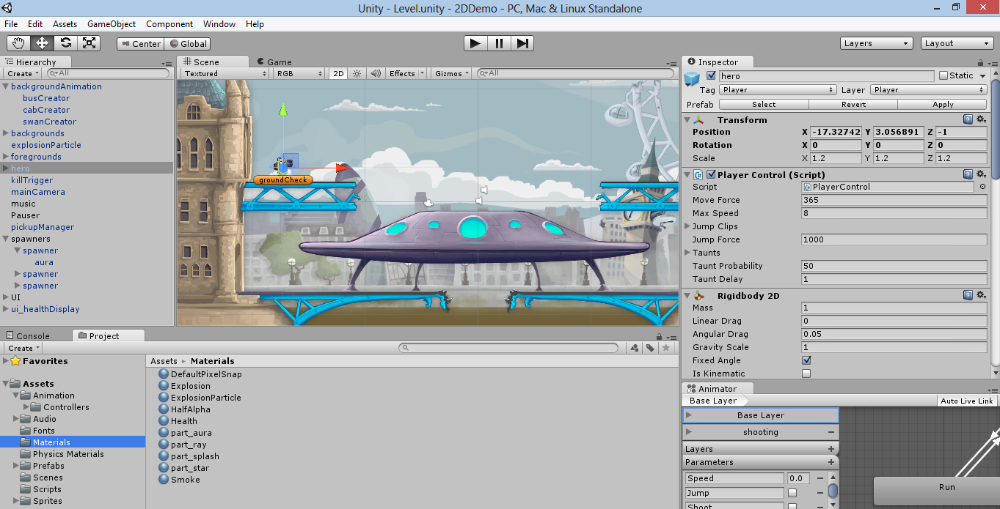 Unity - Level.unity - 2DDemo - PC, Mac & Linux Standalone
File Edit Assets GameObject Component Window Help
Center Global Layers Layout
Hierarchy
Create All
backgroundAnimation
busCreator
cabCreator
swanCreator
backgrounds
explosionParticle
foregrounds
hero
killTrigger
mainCamera
music
Pauser
pickupManager
spawners
spawner
aura
spawner
spawner
UI
ui_healthDisplay
Scene Game
Textured RGB 2D Effects Gizmos All
groundCheck
Inspector
hero Static
Tag Player Layer Player
Prefab Select Revert Apply
Transform
Position X -17.32742 Y 3.056891 Z -1
Rotation X 0 Y 0 Z 0
Scale X 1.2 Y 1.2 Z 1.2
Player Control (Script)
Script PlayerControl
Move Force 365
Max Speed 8
Jump Clips
Jump Force 1000
Taunts
Taunt Probability 50
Taunt Delay 1
Rigidbody 2D
Mass 1
Linear Drag 0
Angular Drag 0.05
Gravity Scale 1
Fixed Angle
Is Kinematic
Console Project
Create
Favorites
Assets
Animation
Controllers
Audio
Fonts
Materials
Physics Materials
Prefabs
Scenes
Scripts
Sprites
Assets Materials
DefaultPixelSnap
Explosion
ExplosionParticle
HalfAlpha
Health
part_aura
part_ray
part_splash
part_star
Smoke
Animator
Base Layer Auto Live Link
Base Layer
shooting
Layers
Parameters
Speed 0.0
Jump
Shoot
Run